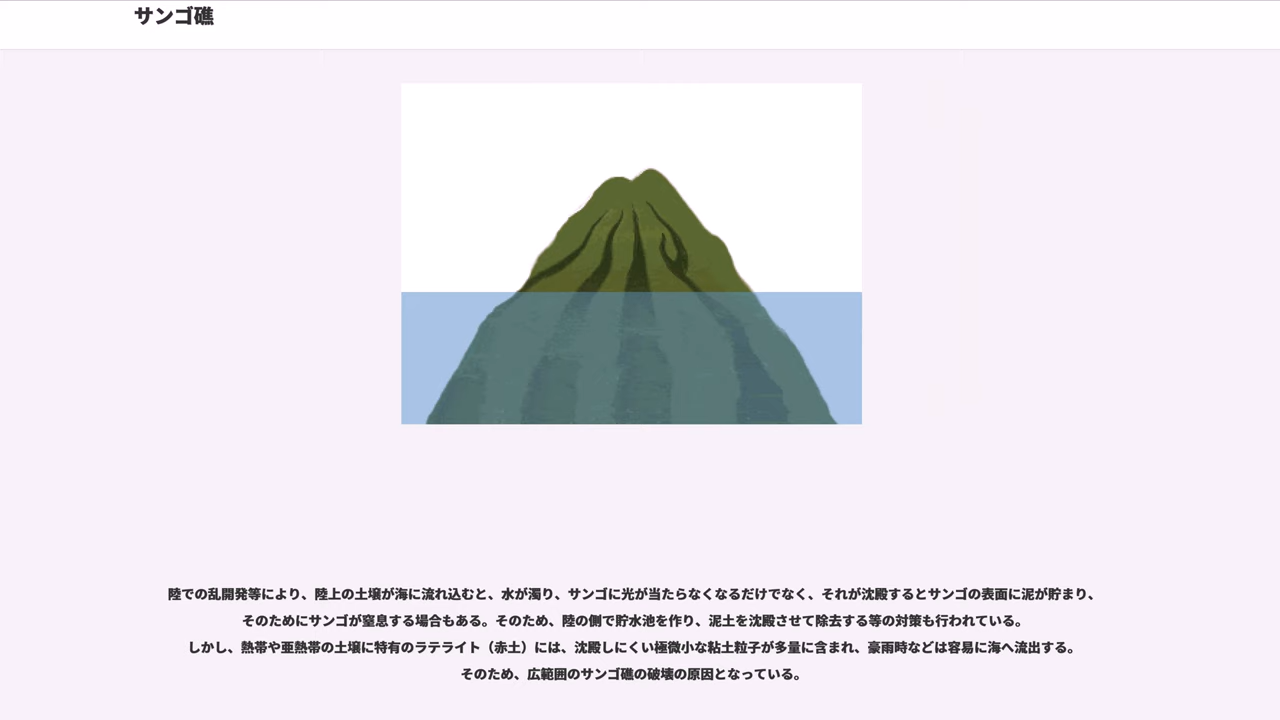 サンゴ礁
陸での乱開発等により、陸上の土壌が海に流れ込むと、水が濁り、サンゴに光が当たらなくなるだけでなく、それが沈殿するとサンゴの表面に泥が貯まり、
そのためにサンゴが窒息する場合もある。そのため、陸の側で貯水池を作り、泥土を沈殿させて除去する等の対策も行われている。
しかし、熱帯や亜熱帯の土壌に特有のラテライト（赤土）には、沈殿しにくい極微小な粘土粒子が多量に含まれ、豪雨時などは容易に海へ流出する。
そのため、広範囲のサンゴ礁の破壊の原因となっている。